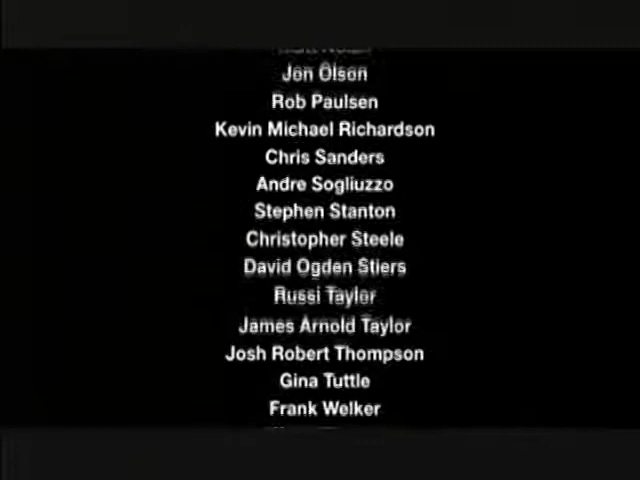 Jon Olson
Rob Paulsen
Kevin Michael Richardson
Chris Sanders
Andre Sogliuzzo
Stephen Stanton
Christopher Steele
David Ogden Stiers
Russi Taylor
James Arnold Taylor
Josh Robert Thompson
Gina Tuttle
Frank Welker